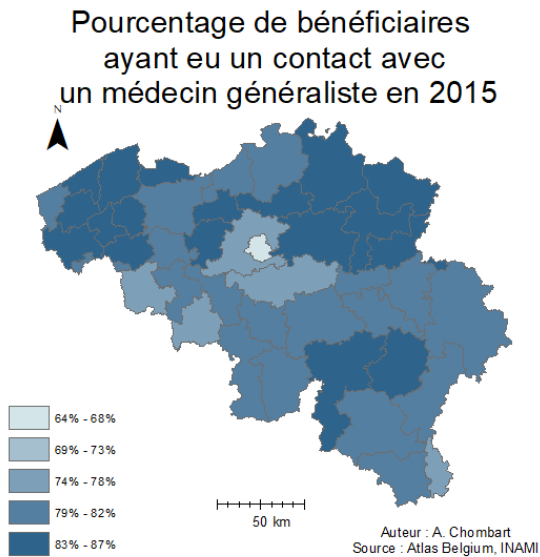 Pourcentage de bénéficiaires
ayant eu un contact avec
un médecin généraliste en 2015
N
64% - 68%
69% - 73%
74% - 78%
79% - 82%
83% - 87%
50 km
Auteur : A. Chombart
Source : Atlas Belgium, INAMI